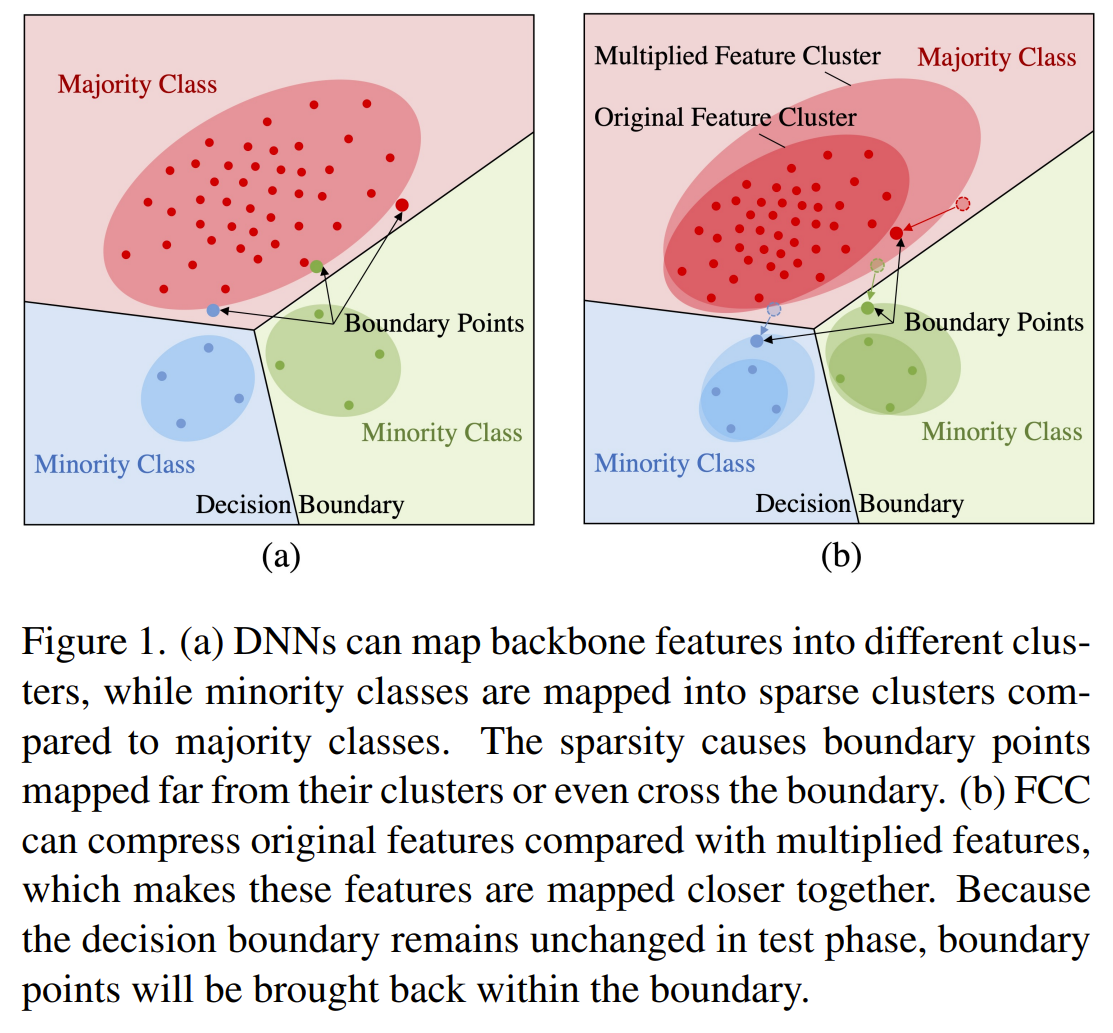 Majority Class
Boundary Points
Minority Class
Minority Class
Decision Boundary
(a)
Multiplied Feature Cluster
Majority Class
Original Feature Cluster
Boundary Points
Minority Class
Minority Class
Decision Boundary
(b)
Figure 1. (a) DNNs can map backbone features into different clus-
ters, while minority classes are mapped into sparse clusters com-
pared to majority classes. The sparsity causes boundary points
mapped far from their clusters or even cross the boundary. (b) FCC
can compress original features compared with multiplied features,
which makes these features are mapped closer together. Because
the decision boundary remains unchanged in test phase, boundary
points will be brought back within the boundary.